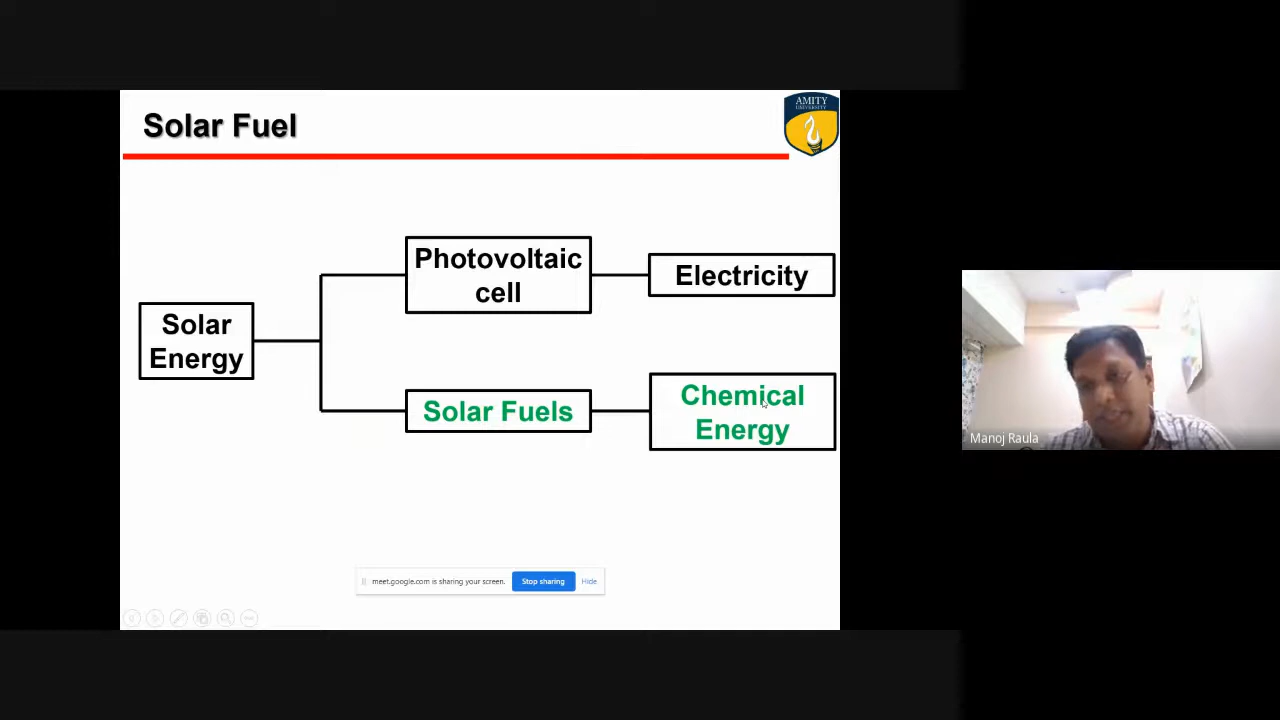 Solar Fuel
AMITY
UNIVERSITY
Photovoltaic
cell
Electricity
Solar
Energy
Solar Fuels
Chemical
Energy
Manoj Raula
meet.google.com is sharing your screen.
Stop sharing
Hide